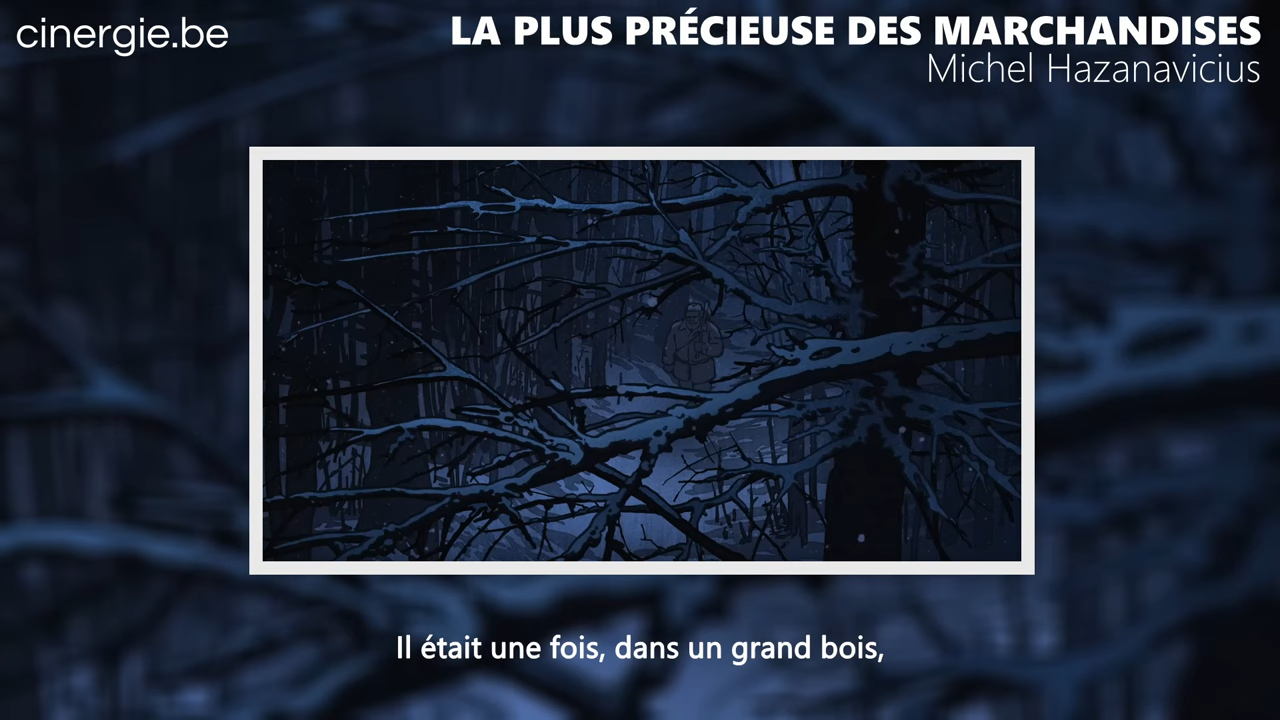 cinergie.be
LA PLUS PRÉCIEUSE DES MARCHANDISES
Michel Hazanavicius
Il était une fois, dans un grand bois,